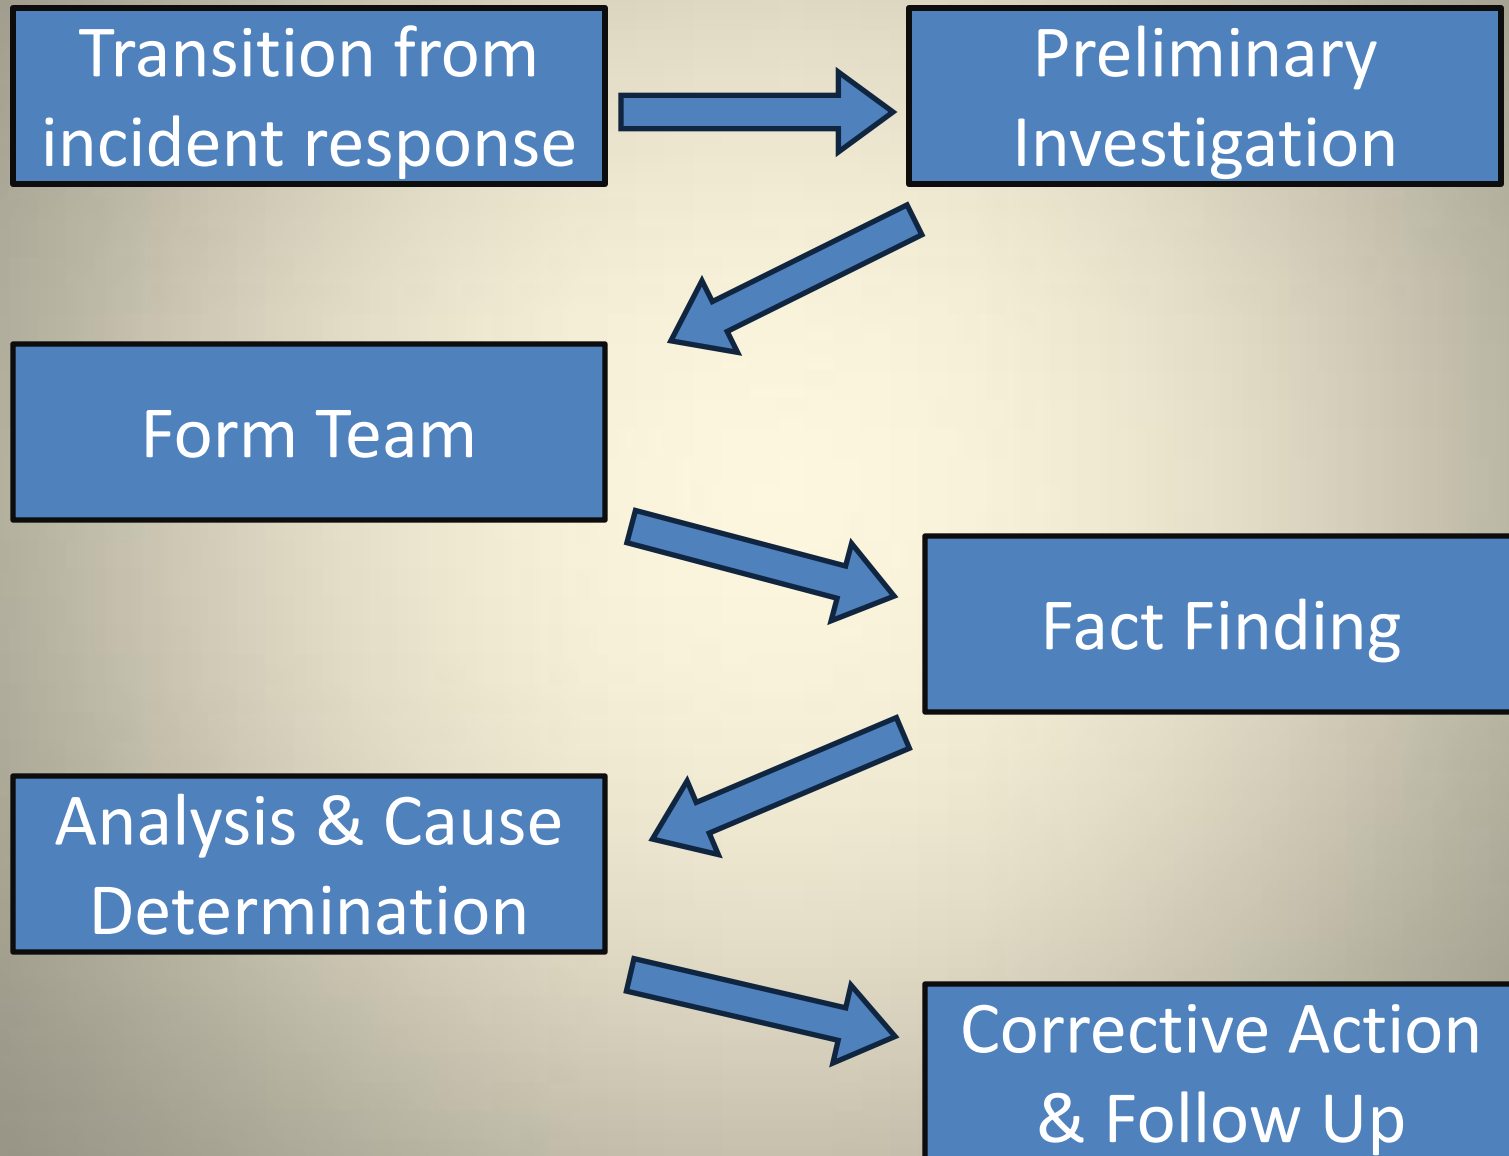 Transition from
incident response
Preliminary
Investigation
Form Team
Fact Finding
Analysis & Cause
Determination
Corrective Action
& Follow Up